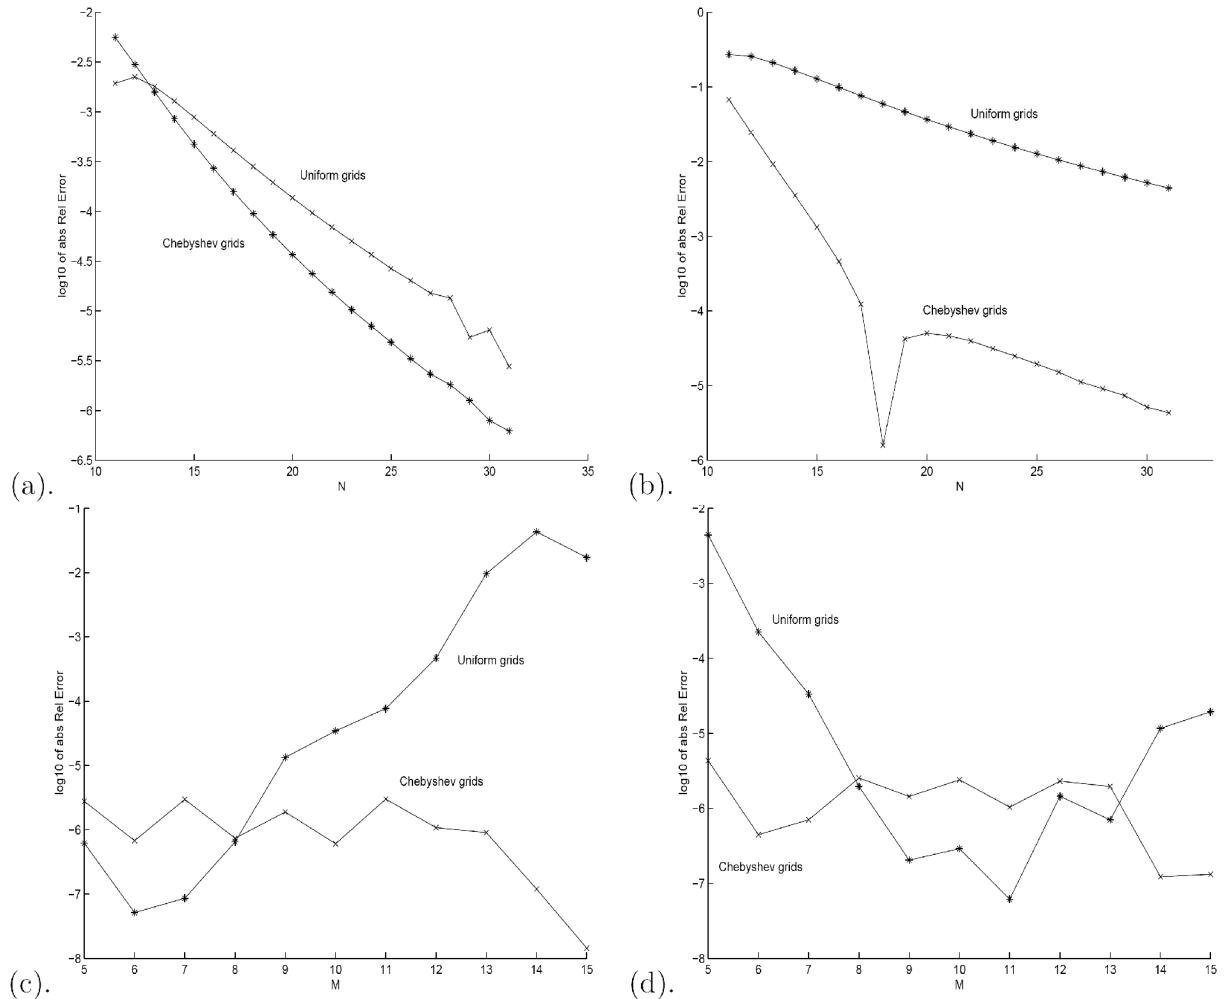 −2
−2.5
−3
−3.5
−4
−4.5
−5
−5.5
−6
−6.5
log10 of abs Rel Error
Uniform grids
Chebyshev grids
10 15 20 25 30 35
N
(a).
0
−1
−2
−3
−4
−5
−6
log10 of abs Rel Error
Uniform grids
Chebyshev grids
10 15 20 25 30
N
(b).
−1
−2
−3
−4
−5
−6
−7
−8
log10 of abs Rel Error
Uniform grids
Chebyshev grids
5 6 7 8 9 10 11 12 13 14 15
M
(c).
−2
−3
−4
−5
−6
−7
−8
log10 of abs Rel Error
Uniform grids
Chebyshev grids
5 6 7 8 9 10 11 12 13 14 15
M
(d).